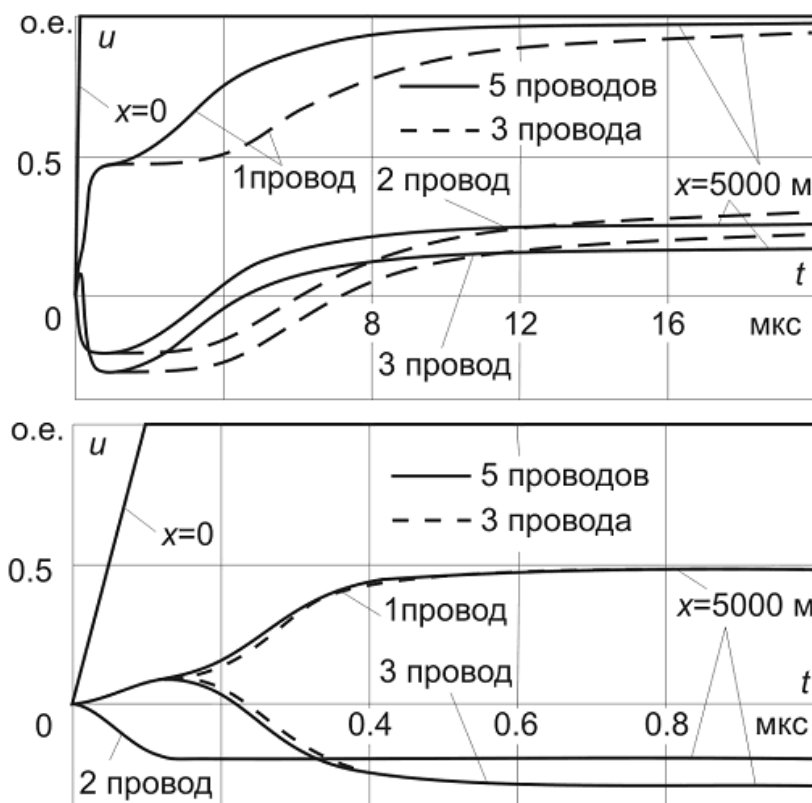 о.е.
u
x=0
5 проводов
3 провода
0.5
1провод
2 провод
x=5000 м
t
0
8
12
16
мкс
3 провод
о.е.
u
5 проводов
x=0
3 провода
0.5
1провод
x=5000 м
3 провод
t
0
0.4
0.6
0.8
мкс
2 провод